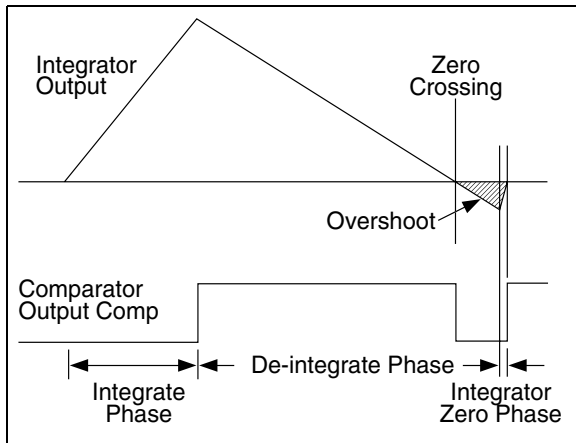 Integrator
Output
Zero
Crossing
Overshoot
Comparator
Output Comp
De-integrate Phase
Integrate
Phase
Integrator
Zero Phase